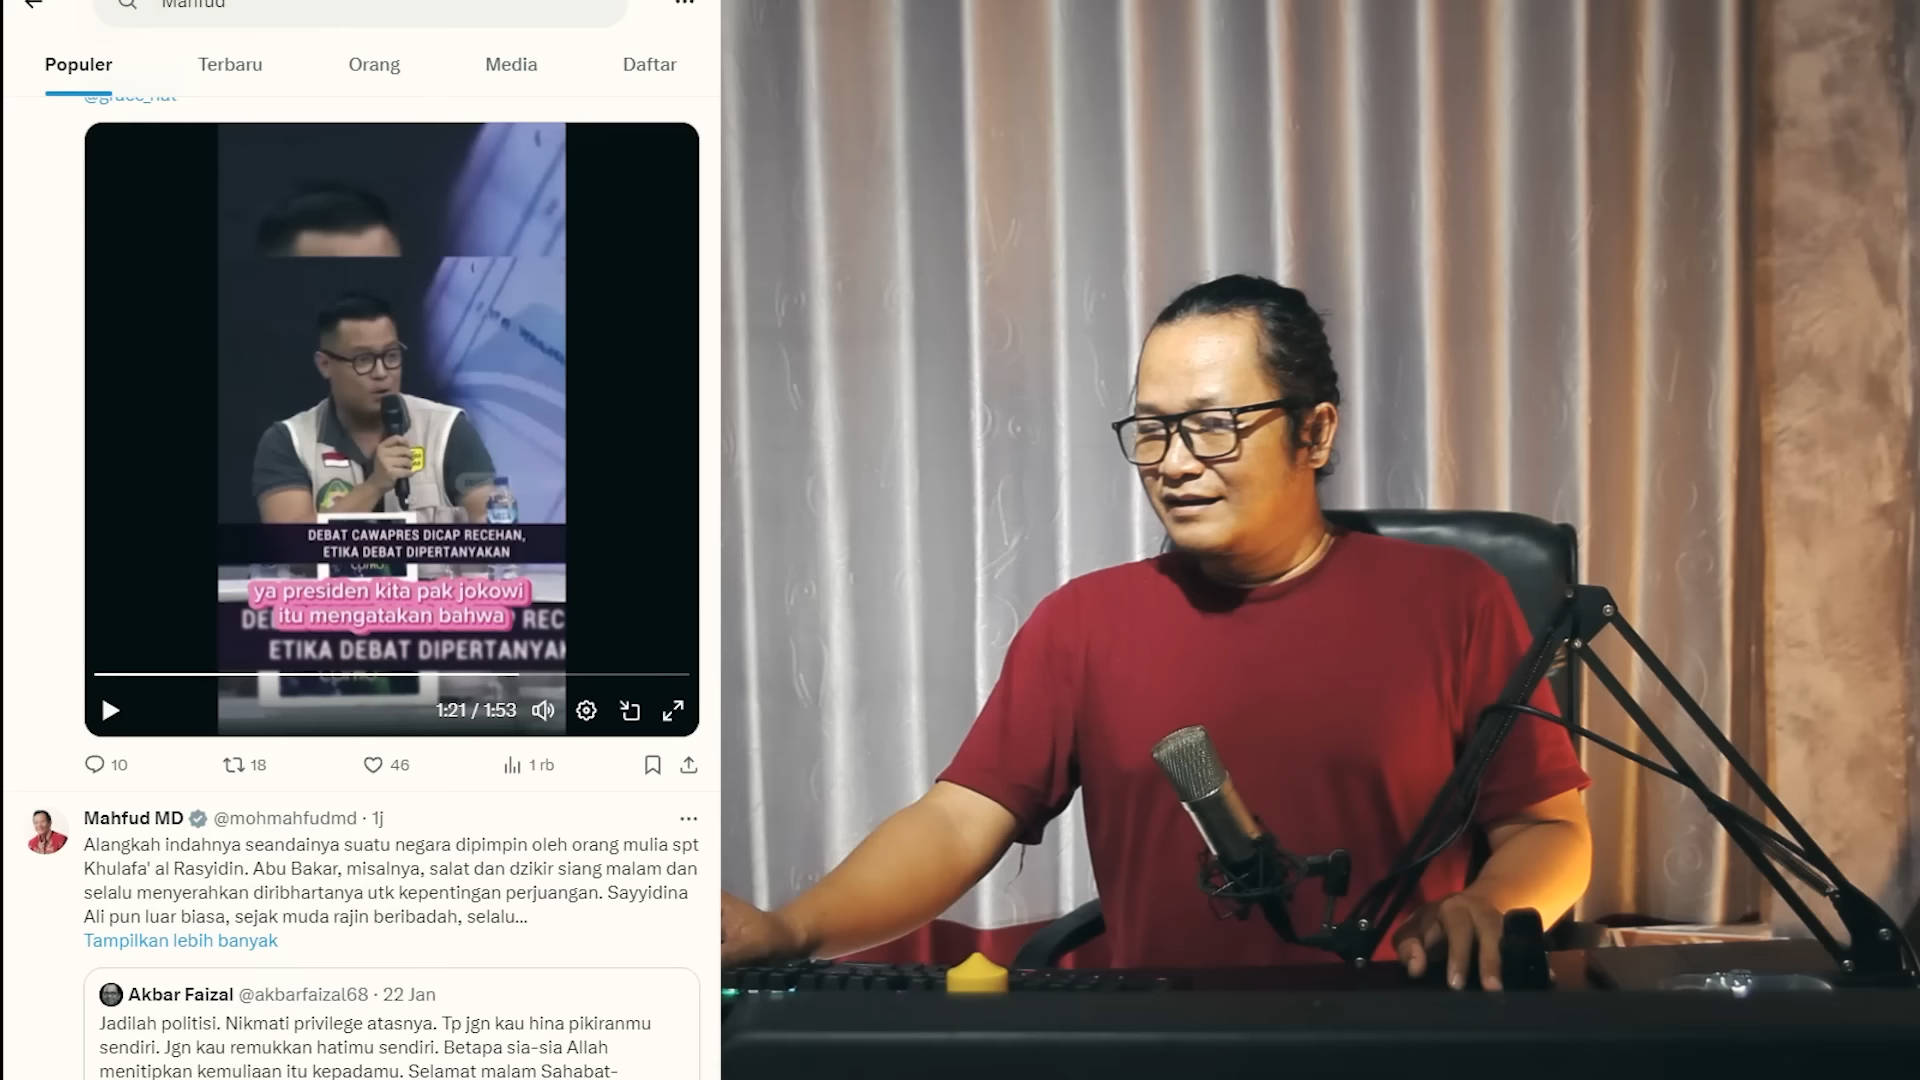 Mahfud
Populer
Terbaru
Orang
Media
Daftar
DEBAT CAWAPRES DICAP RECEHAN,
ETIKA DEBAT DIPERTANYAKAN
ya presiden kita pak jokowi
itu mengatakan bahwa
ETIKA DEBAT DIPERTANYAK
1:21 / 1:53
10
18
46
1 rb
Mahfud MD @mohmahfudmd · 1j
Alangkah indahnya seandainya suatu negara dipimpin oleh orang mulia spt
Khulafa' al Rasyidin. Abu Bakar, misalnya, salat dan dzikir siang malam dan
selalu menyerahkan diribhartanya utk kepentingan perjuangan. Sayyidina
Ali pun luar biasa, sejak muda rajin beribadah, selalu...
Tampilkan lebih banyak
Akbar Faizal @akbarfaizal68 · 22 Jan
Jadilah politisi. Nikmati privilege atasnya. Tp jgn kau hina pikiranmu
sendiri. Jgn kau remukkan hatimu sendiri. Betapa sia-sia Allah
menitipkan kemuliaan itu kepadamu. Selamat malam Sahabat-